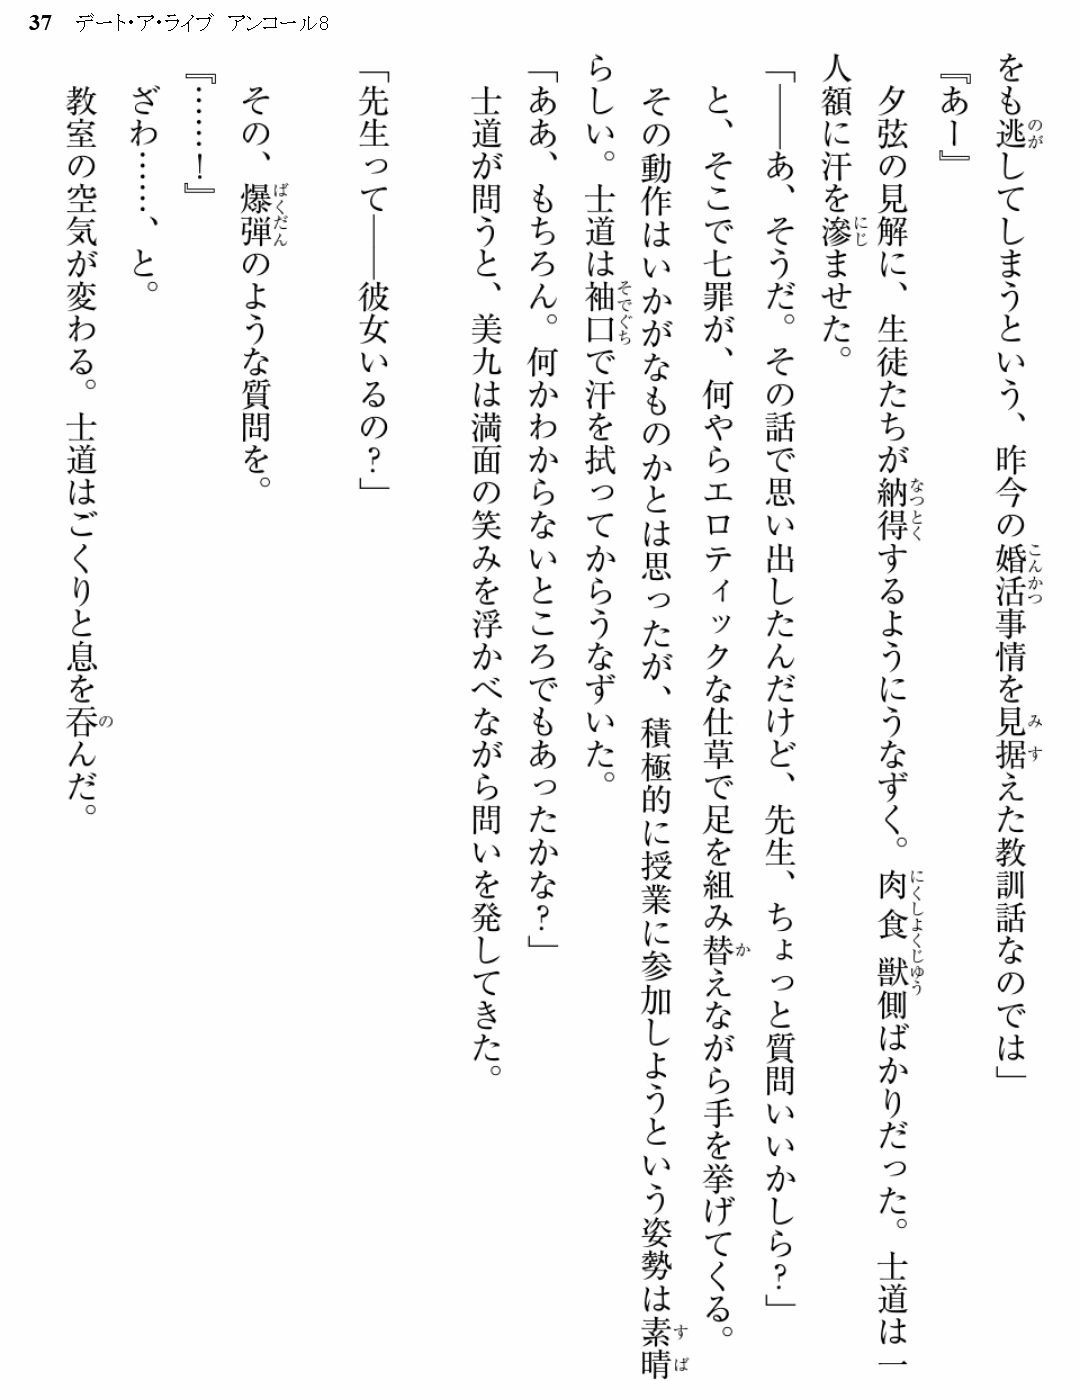 37 デート・ア・ライブ アンコール8
をも逃してしまうという、昨今の婚活事情を見据えた教訓話なのでは」
『あー』
夕弦の見解に、生徒たちが納得するようにうなずく。肉食獣側ばかりだった。士道は一
人額に汗を滲ませた。
「――あ、そうだ。その話で思い出したんだけど、先生、ちょっと質問いいかしら？」
と、そこで七罪が、何やらエロティックな仕草で足を組み替えながら手を挙げてくる。
その動作はいかがなものかとは思ったが、積極的に授業に参加しようという姿勢は素晴
らしい。士道は袖口で汗を拭ってからうなずいた。
「ああ、もちろん。何かわからないところでもあったかな？」
士道が問うと、美九は満面の笑みを浮かべながら問いを発してきた。
「先生って――彼女いるの？」
その、爆弾のような質問を。
『……！』
ざわ……、と。
教室の空気が変わる。士道はごくりと息を呑んだ。